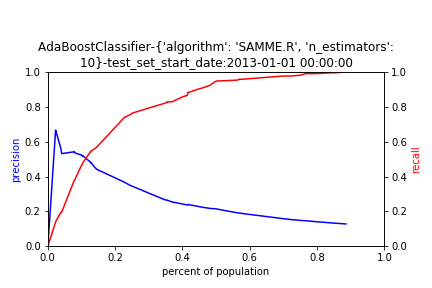 AdaBoostClassifier-{'algorithm': 'SAMME.R', 'n_estimators':
10}-test_set_start_date:2013-01-01 00:00:00
1.0
0.8
0.6
0.4
0.2
0.0
precision
0.0 0.2 0.4 0.6 0.8 1.0
percent of population
1.0
0.8
0.6
0.4
0.2
0.0
recall